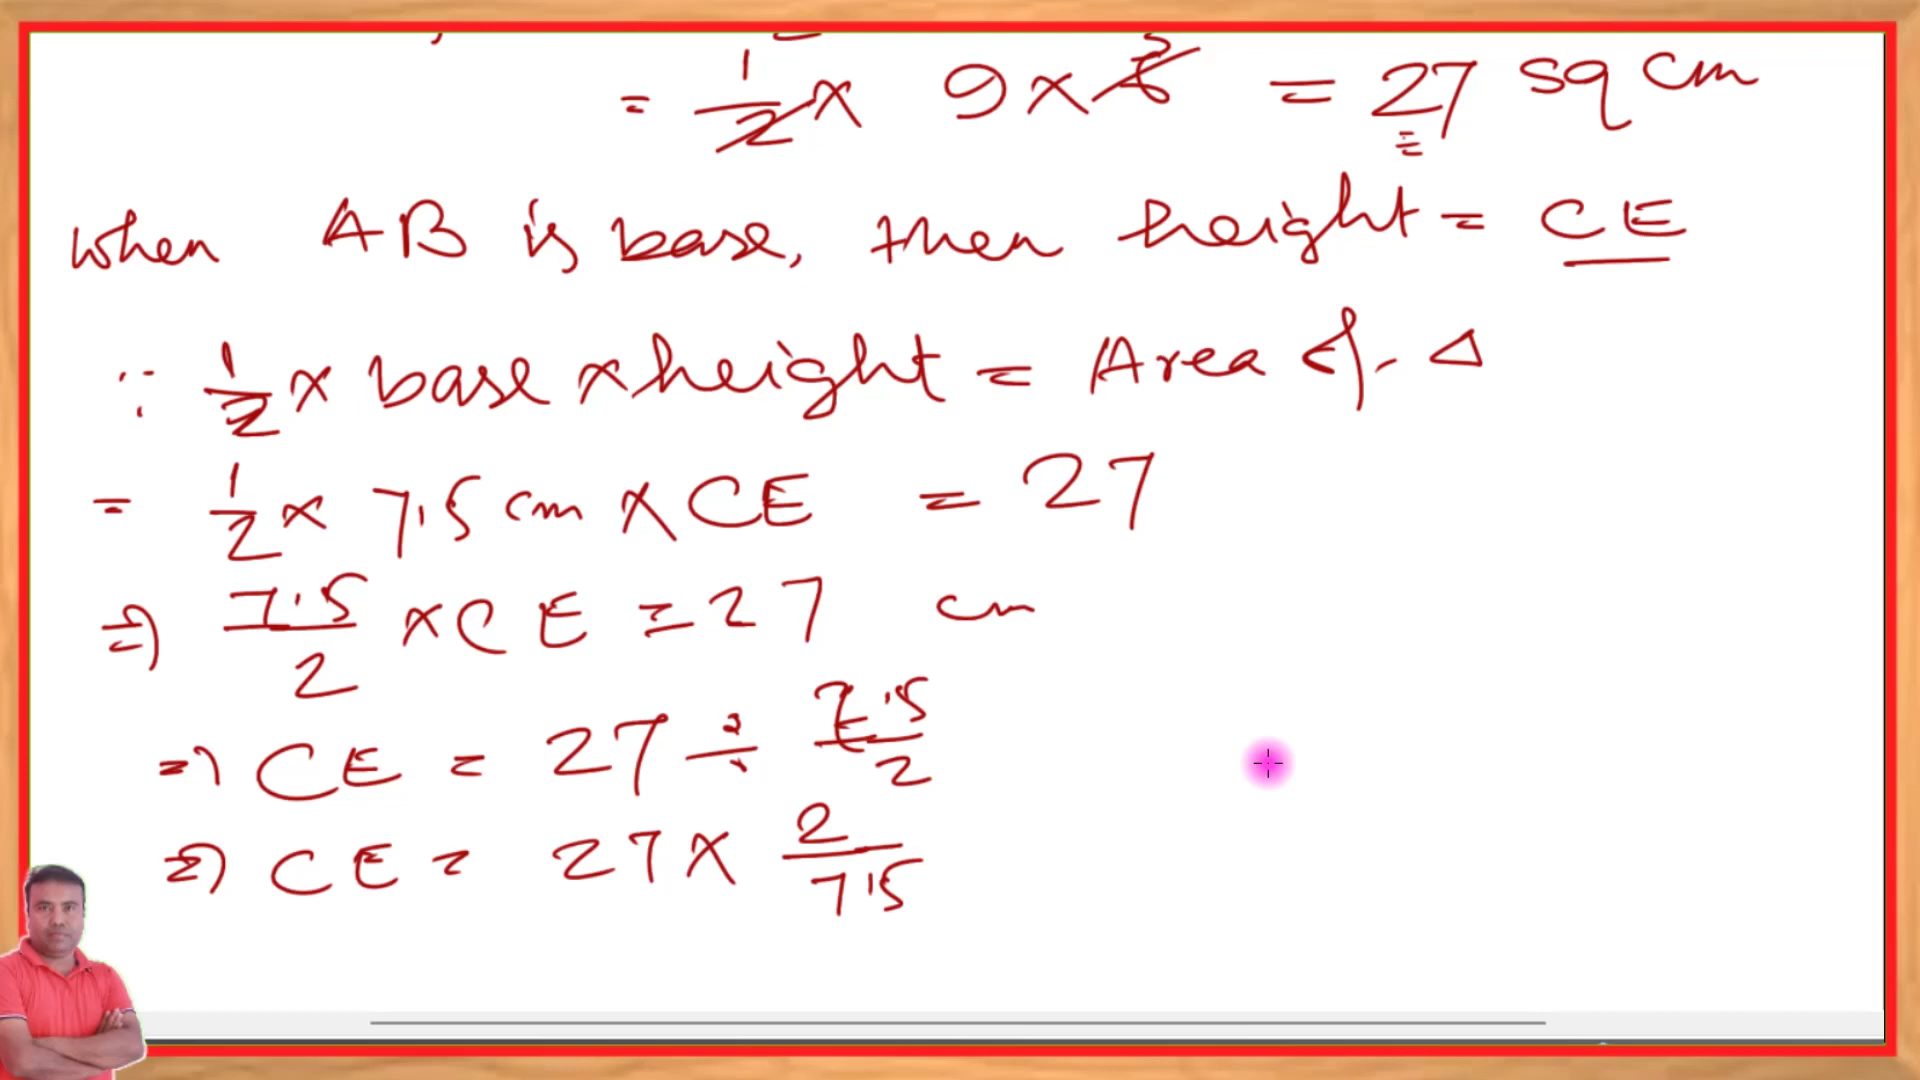 = 1/2 x 9 x 6 3 = 27 sq cm
When AB is base, then height = CE
∵ 1/2 x base x height = Area of Δ
= 1/2 x 7.5 cm x CE = 27
⇒ 7.5/2 x CE = 27 cm
⇒ CE = 27 ÷ 7.5/2
⇒ CE = 27 x 2/7.5